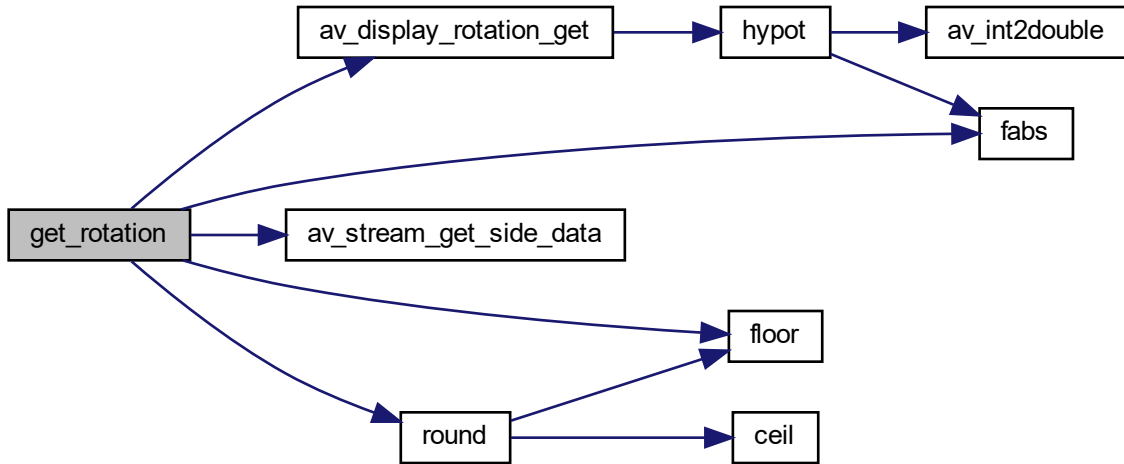 av_display_rotation_get
hypot
av_int2double
fabs
get_rotation
av_stream_get_side_data
floor
round
ceil